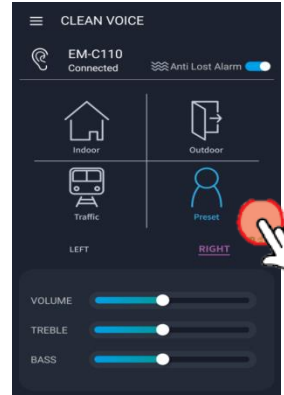 CLEAN VOICE
EM-C110
Connected
Anti Lost Alarm
Indoor
Outdoor
Traffic
Preset
LEFT
RIGHT
VOLUME
TREBLE
BASS